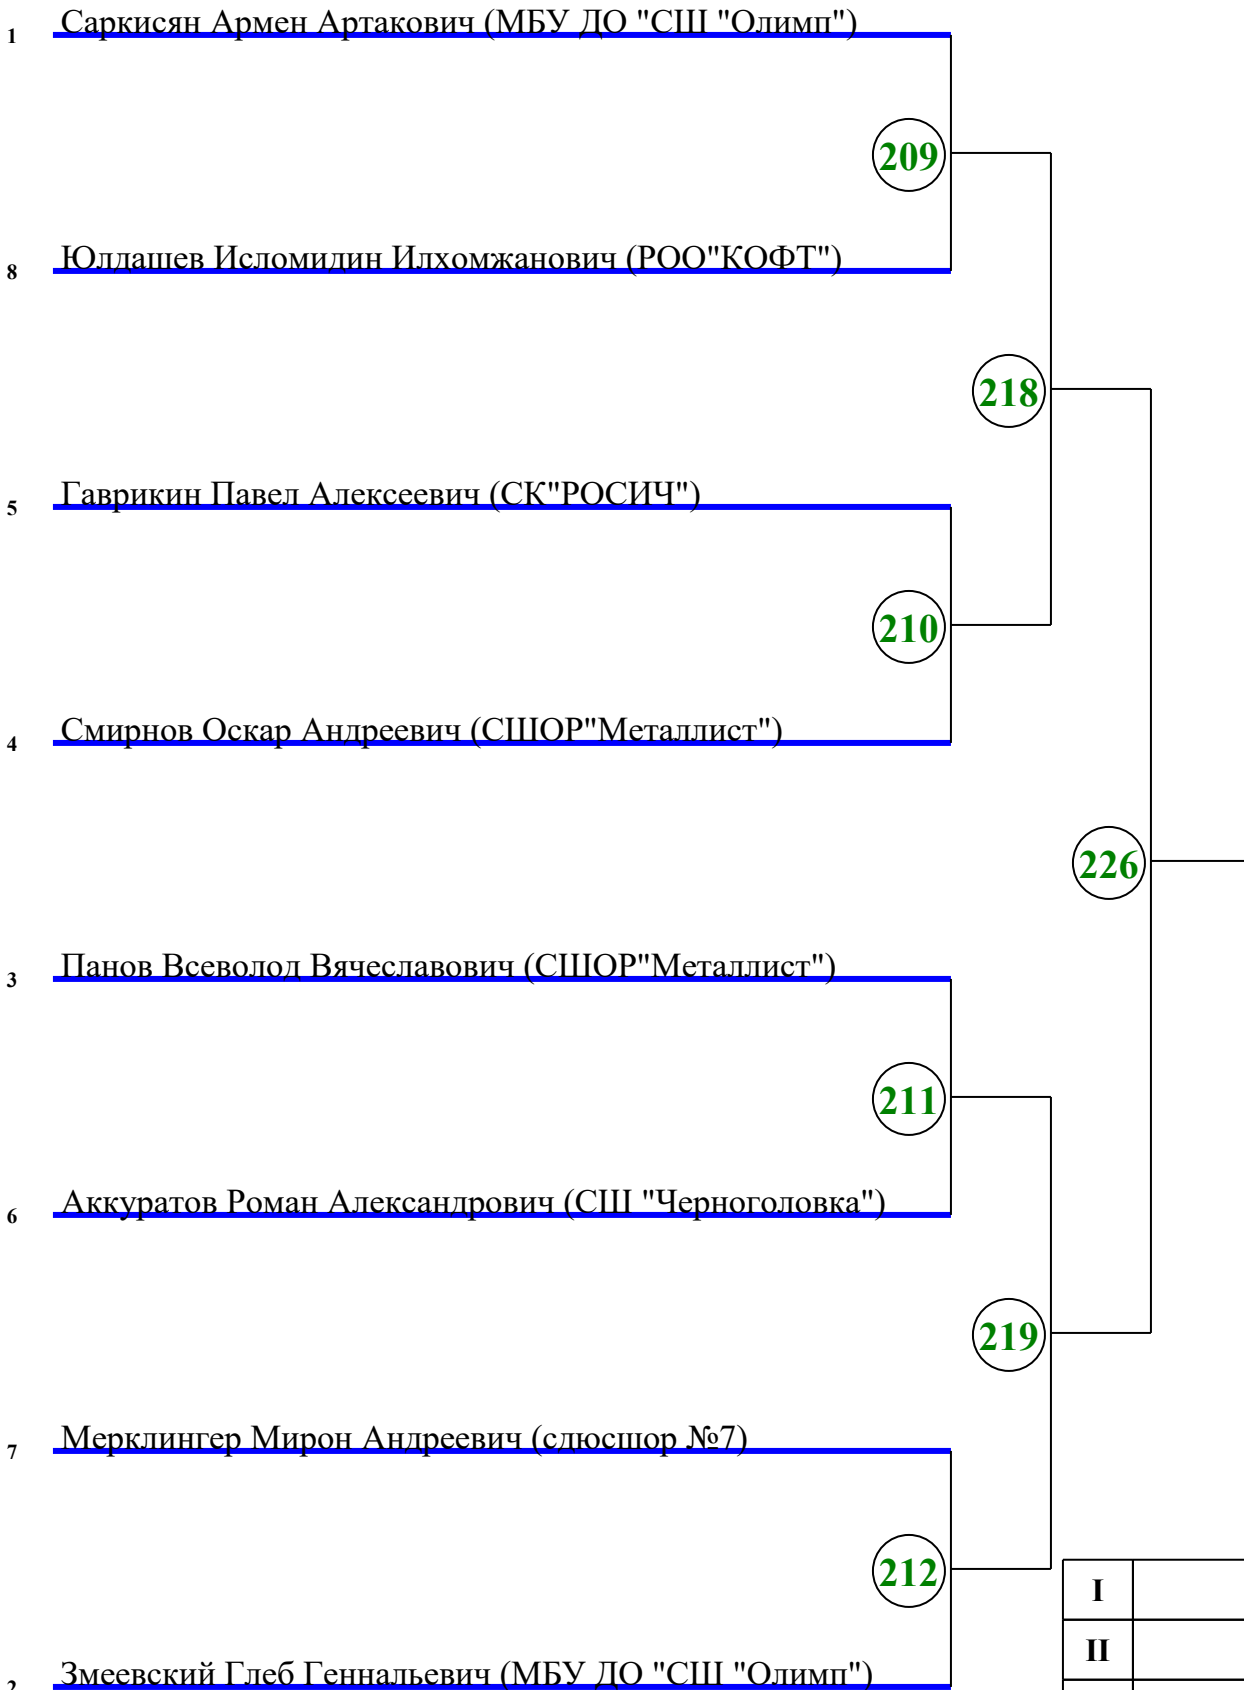 1 Саркисян Армен Артакович (МБУ ДО "СШ "Олимп")
209
8 Юлдашев Исломидин Илхомжанович (РОО"КОФТ")
218
5 Гаврикин Павел Алексеевич (СК"РОСИЧ")
210
4 Смирнов Оскар Андреевич (СШОР"Металлист")
226
3 Панов Всеволод Вячеславович (СШОР"Металлист")
211
6 Аккуратов Роман Александрович (СШ "Черноголовка")
219
7 Мерклингер Мирон Андреевич (сдюсшор №7)
212
I
II
2 Змеевский Глеб Геннальевич (МБУ ДО "СШ "Олимп")